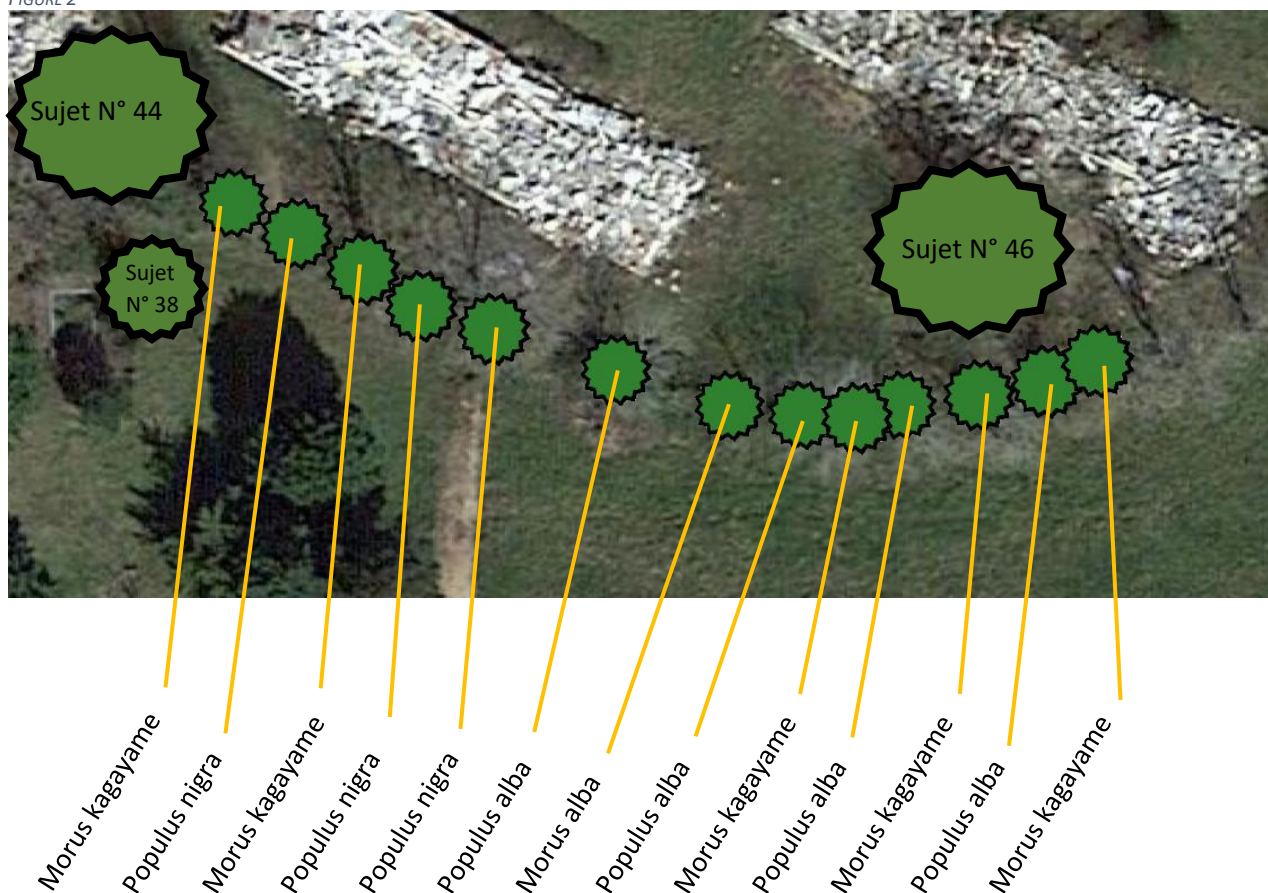 FIGURE 2
Sujet N° 44
Sujet N° 46
Sujet
N° 38
Morus kagayame
Populus nigra
Morus kagayame
Populus nigra
Populus nigra
Populus alba
Morus alba
Populus alba
Morus kagayame
Populus alba
Morus kagayame
Populus alba
Morus kagayame